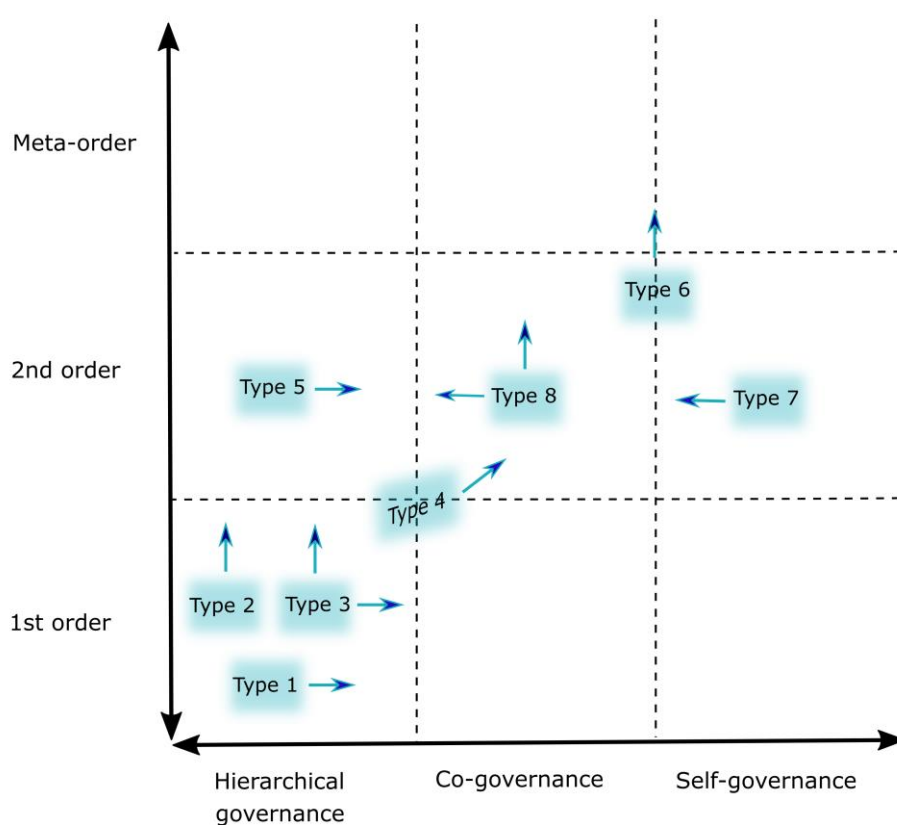 Meta-order
Type 6
2nd order
Type 5
Type 8
Type 7
Type 4
Type 2
Type 3
1st order
Type 1
Hierarchical
governance
Co-governance
Self-governance